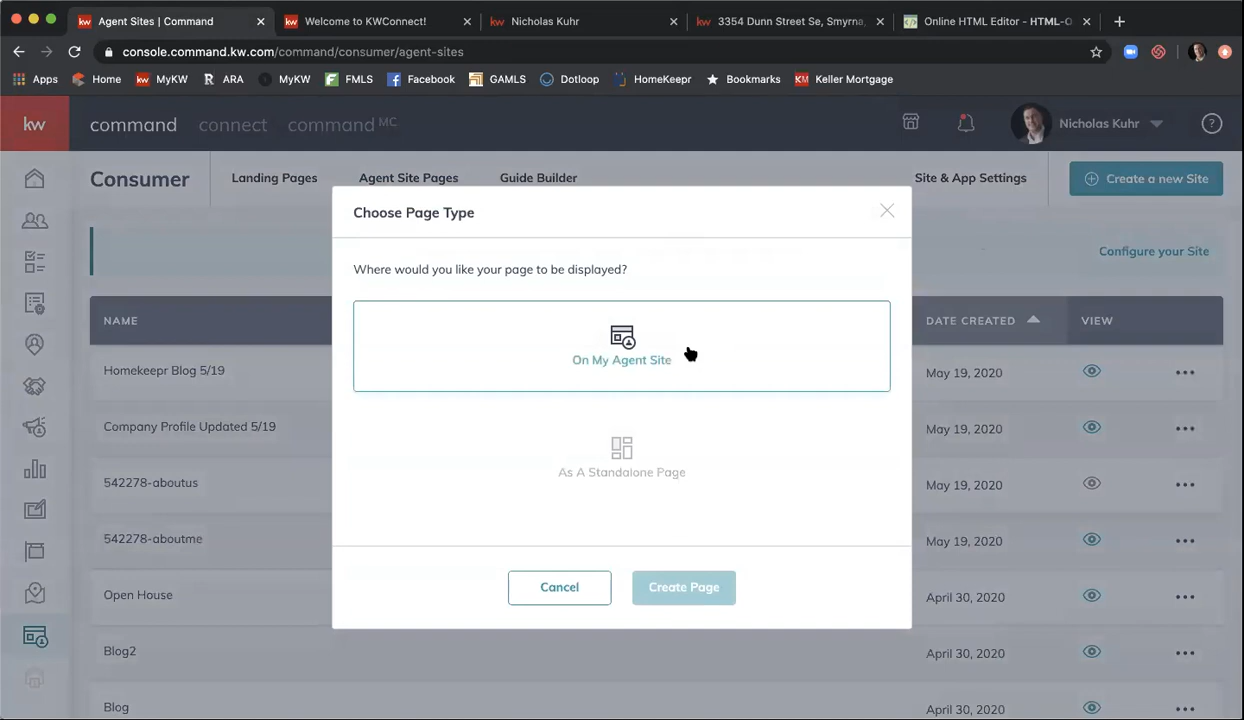 Agent Sites | Command
Welcome to KWConnect!
Nicholas Kuhr
3354 Dunn Street Se, Smyrna,
Online HTML Editor - HTML-O
console.command.kw.com/command/consumer/agent-sites
Apps
Home
MyKW
ARA
MyKW
FMLS
Facebook
GAMLS
Dotloop
HomeKeepr
Bookmarks
Keller Mortgage
kw
command
connect
command MC
Nicholas Kuhr
Consumer
Landing Pages
Agent Site Pages
Guide Builder
Site & App Settings
Create a new Site
Choose Page Type
Configure your Site
Where would you like your page to be displayed?
NAME
DATE CREATED
VIEW
On My Agent Site
Homekeepr Blog 5/19
May 19, 2020
Company Profile Updated 5/19
May 19, 2020
As A Standalone Page
542278-aboutus
May 19, 2020
542278-aboutme
May 19, 2020
Cancel
Create Page
Open House
April 30, 2020
Blog2
April 30, 2020
Blog
April 30, 2020